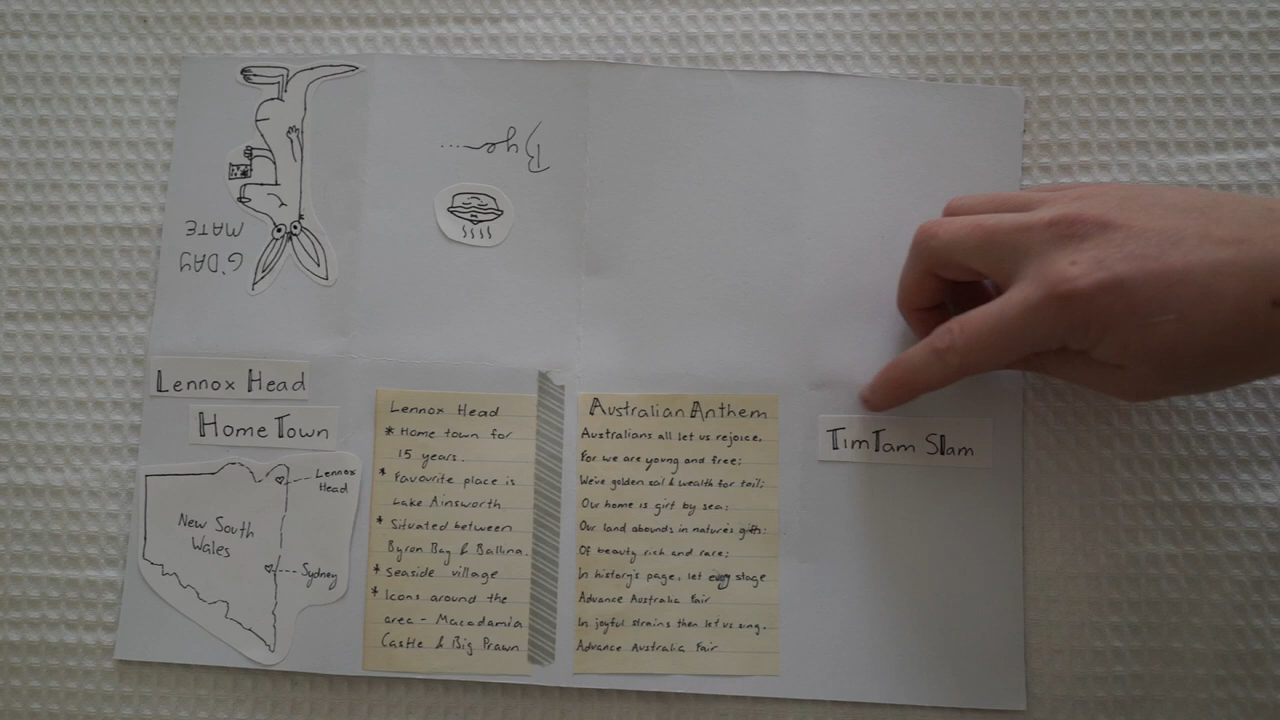 G'DAY
MATE
Bye....
Lennox Head
Home Town
Lennox
Head
New South
Wales
Sydney
Lennox Head
* Home town for
15 years.
* Favourite place is
Lake Ainsworth
* Situated between
Byron Bay & Ballina.
* Seaside village
* Icons around the
area - Macadamia
Castle & Big Prawn
Australian Anthem
Australians all let us rejoice,
For we are young and free;
We've golden soil & wealth for toil;
Our home is girt by sea;
Our land abounds in nature's gifts:
Of beauty rich and rare;
In history's page, let every stage
Advance Australia Fair
In joyful strains then let us sing.
Advance Australia Fair
TimTam Slam